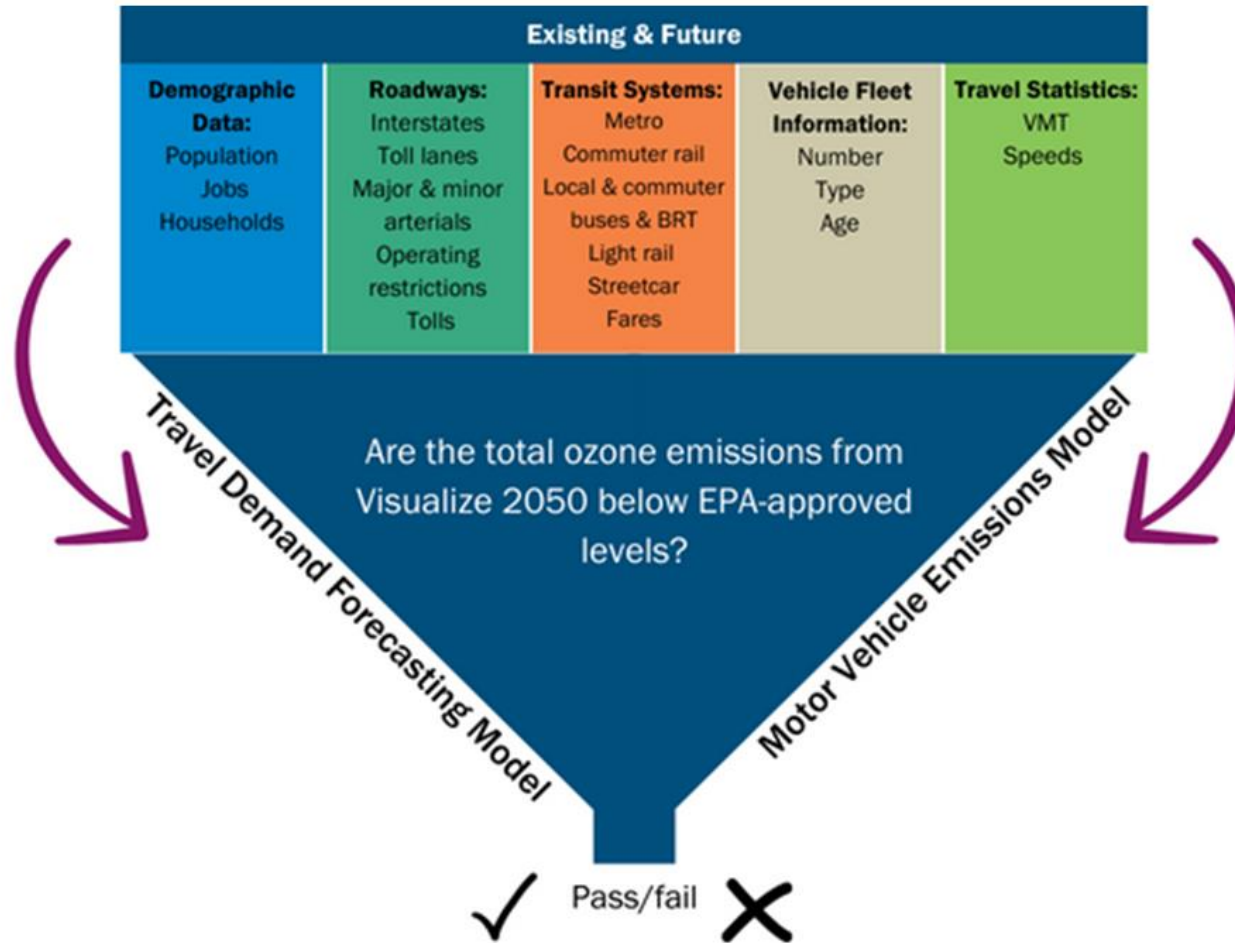 Existing & Future
Demographic
Data:
Population
Jobs
Households
Roadways:
Interstates
Toll lanes
Major & minor
arterials
Operating
restrictions
Tolls
Transit Systems:
Metro
Commuter rail
Local & commuter
buses & BRT
Light rail
Streetcar
Fares
Vehicle Fleet
Information:
Number
Type
Age
Travel Statistics:
VMT
Speeds
Travel Demand Forecasting Model
Are the total ozone emissions from
Visualize 2050 below EPA-approved
levels?
Motor Vehicle Emissions Model
Pass/fail